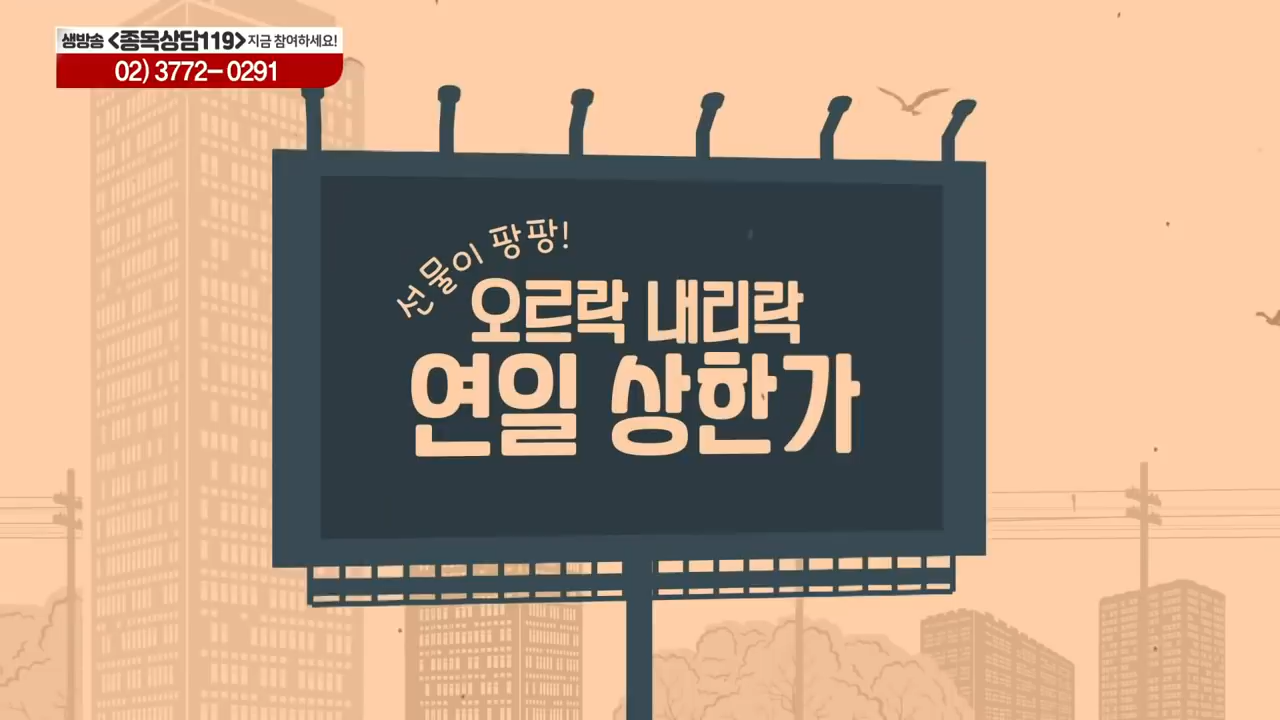 생방송 <종목상담119> 지금 참여하세요!
02) 3772-0291
선물이 팡팡!
오르락 내리락
연일 상한가